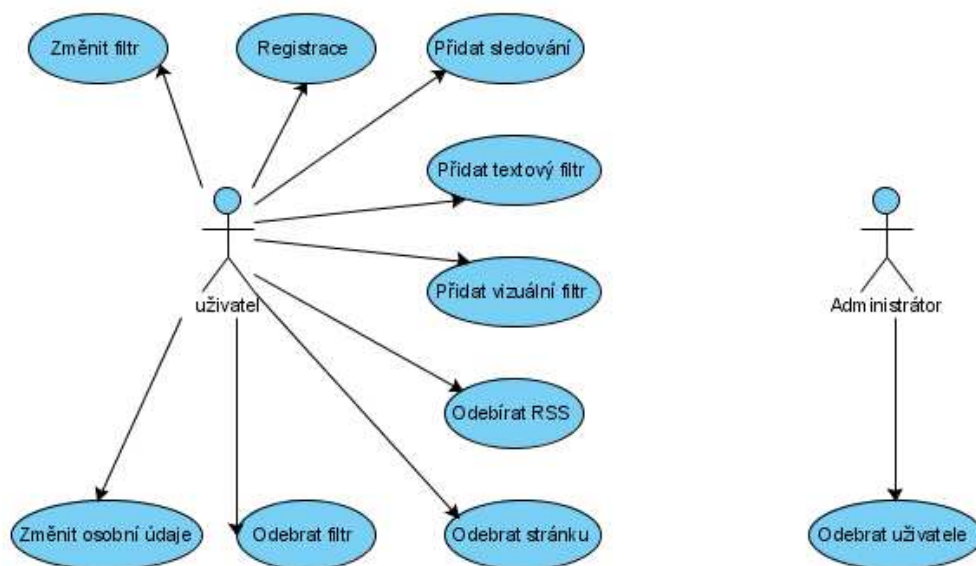 Změnit filtr
Registrace
Přidat sledování
Přidat textový filtr
Přidat vizuální filtr
uživatel
Administrátor
Odebírat RSS
Změnit osobní údaje
Odebrat filtr
Odebrat stránku
Odebrat uživatele